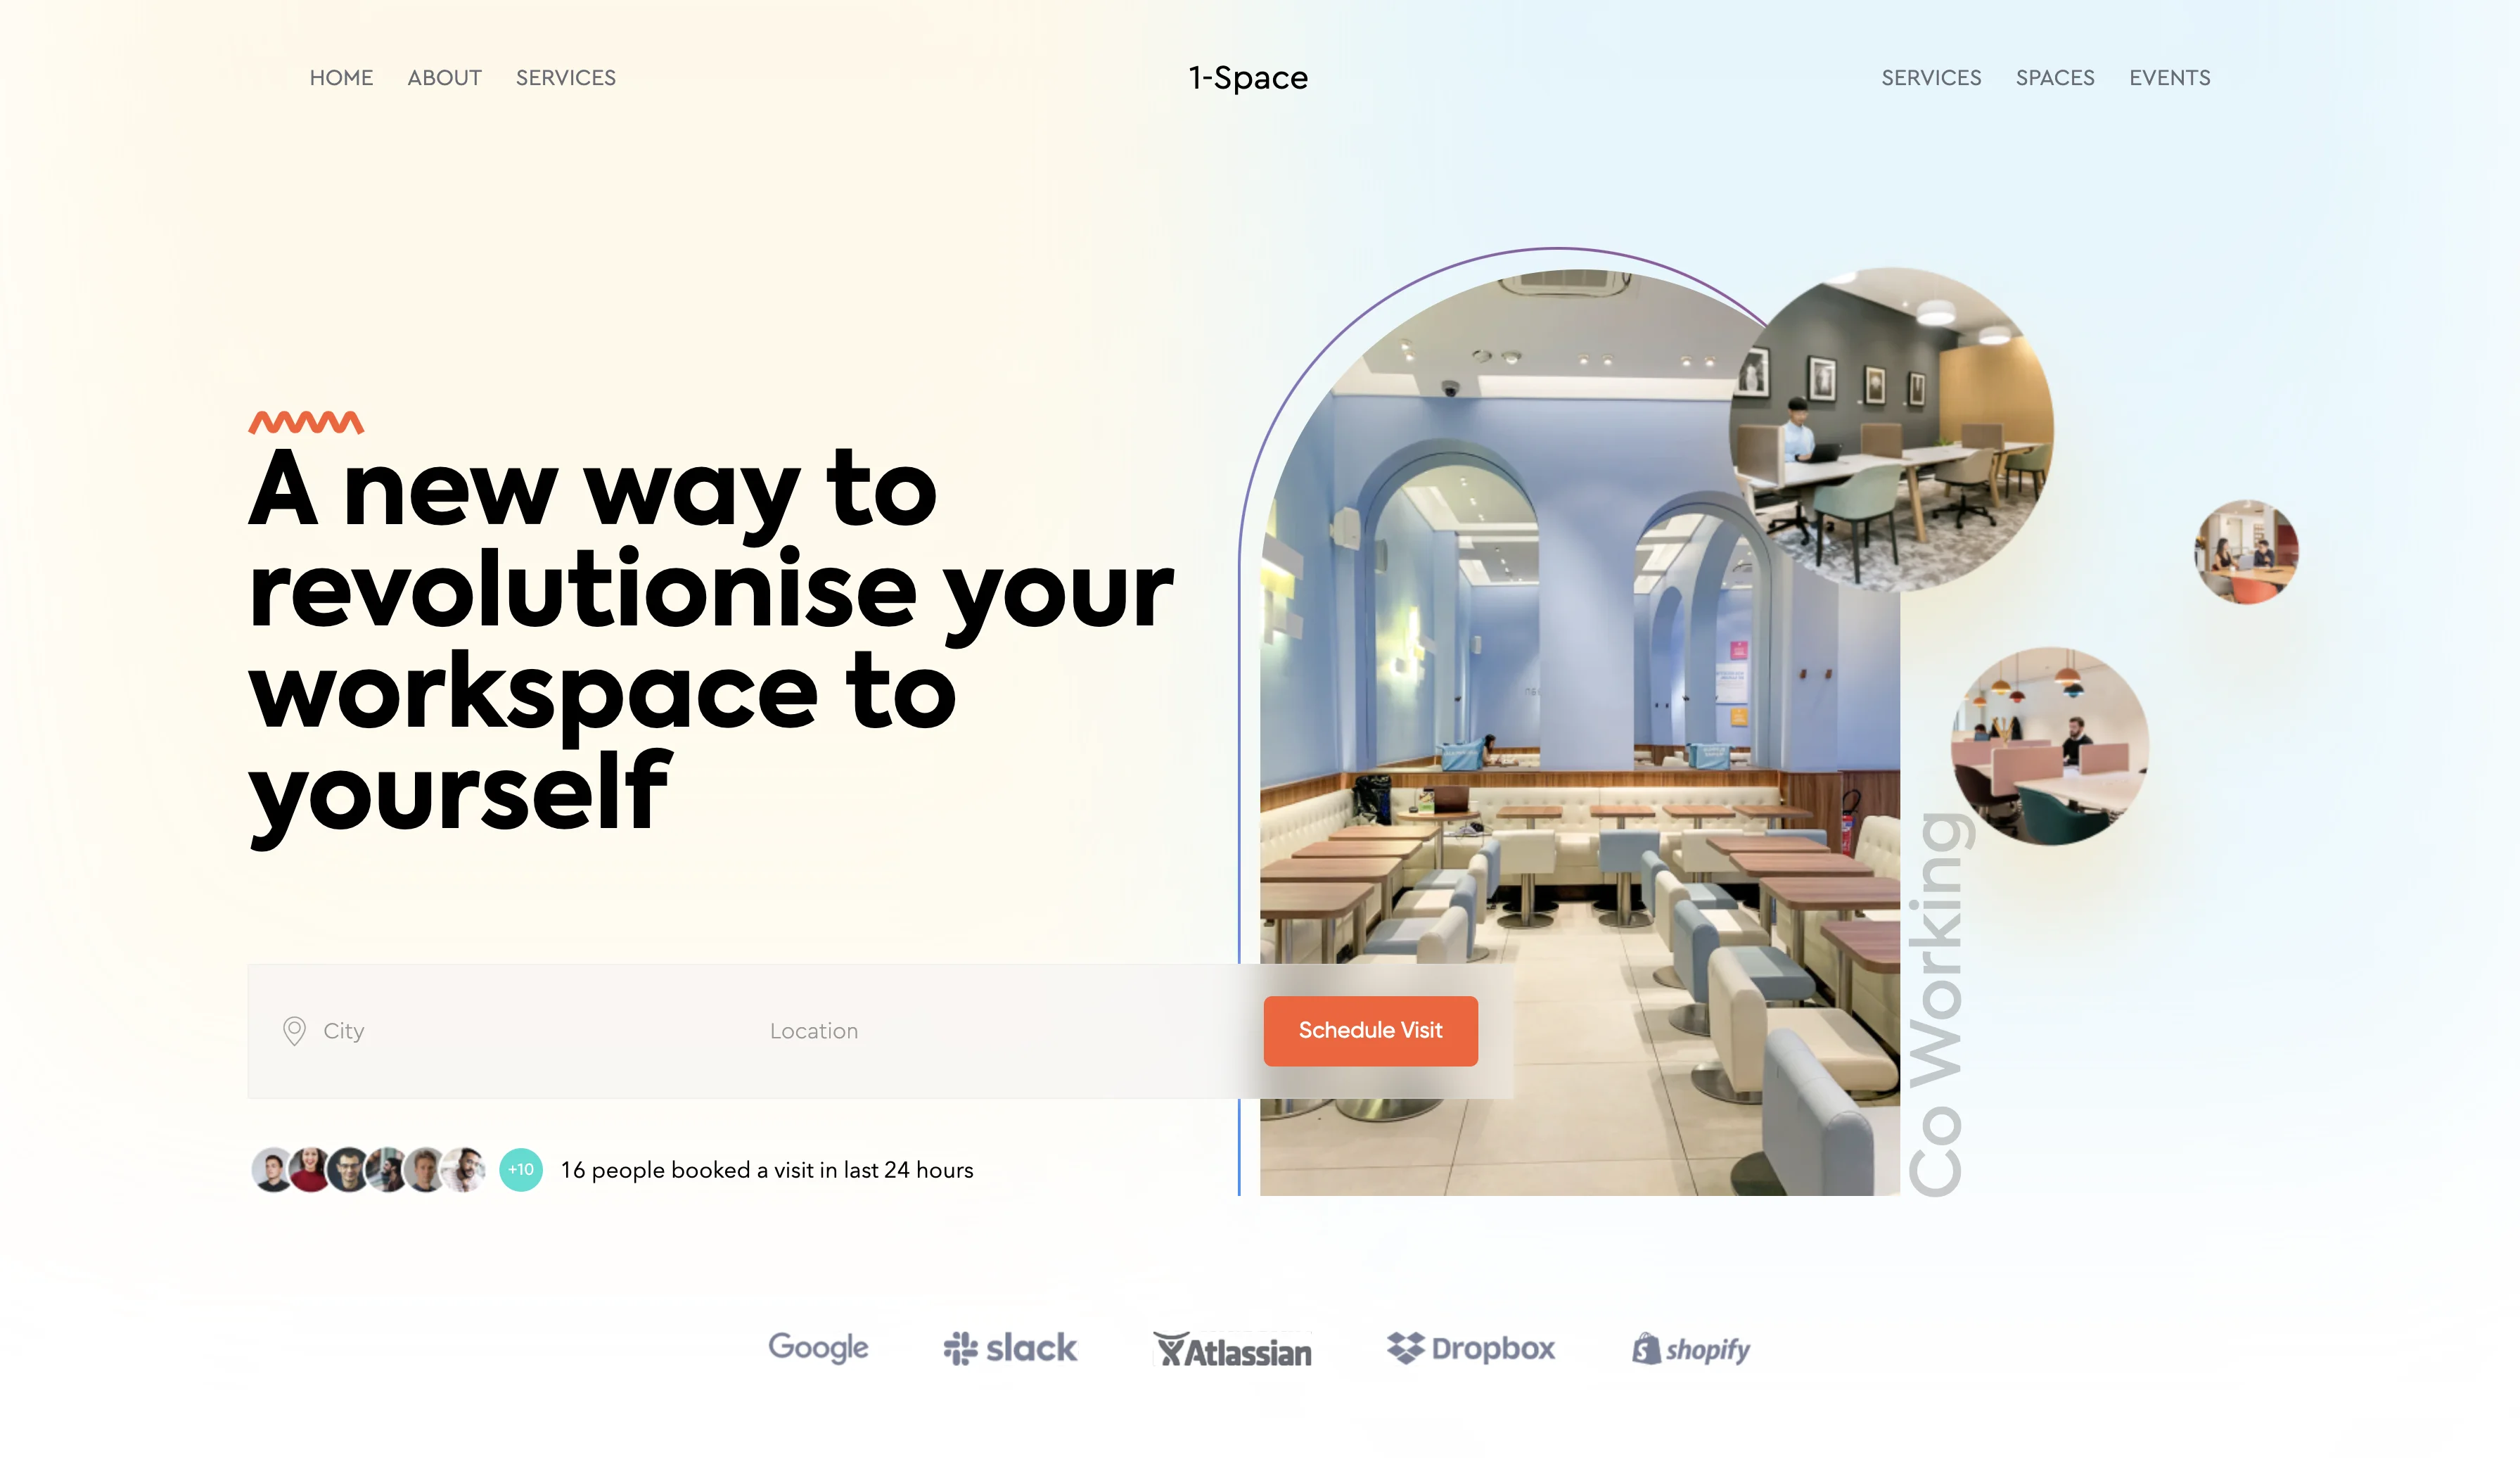 HOME ABOUT SERVICES
1-Space
SERVICES SPACES EVENTS
A new way to
revolutionise your
workspace to
yourself
City
Location
Schedule Visit
+10
16 people booked a visit in last 24 hours
Co Working
Google
slack
Atlassian
Dropbox
shopify